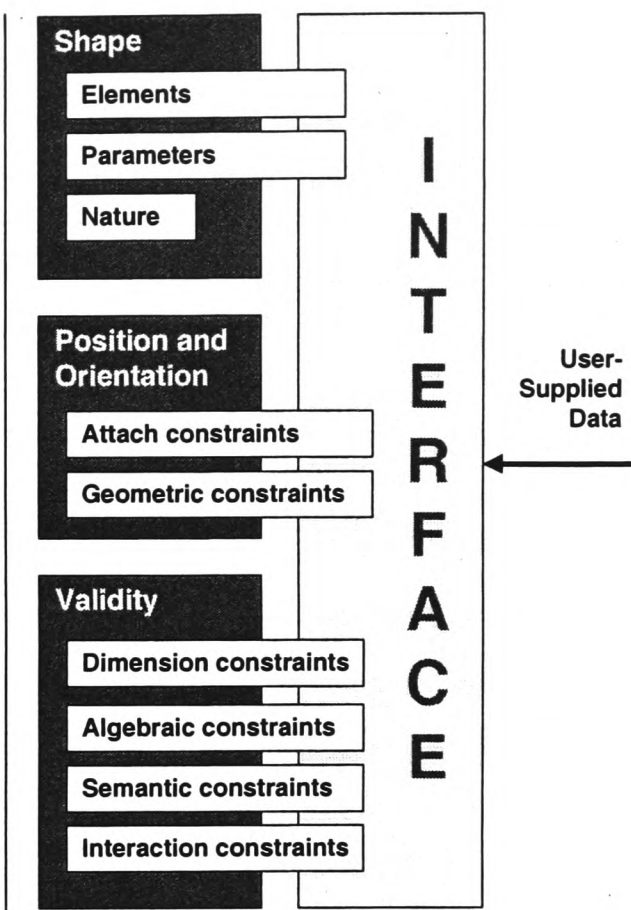 Shape
Elements
Parameters
Nature
Position and
Orientation
Attach constraints
Geometric constraints
Validity
Dimension constraints
Algebraic constraints
Semantic constraints
Interaction constraints
INTERFACE
User-
Supplied
Data